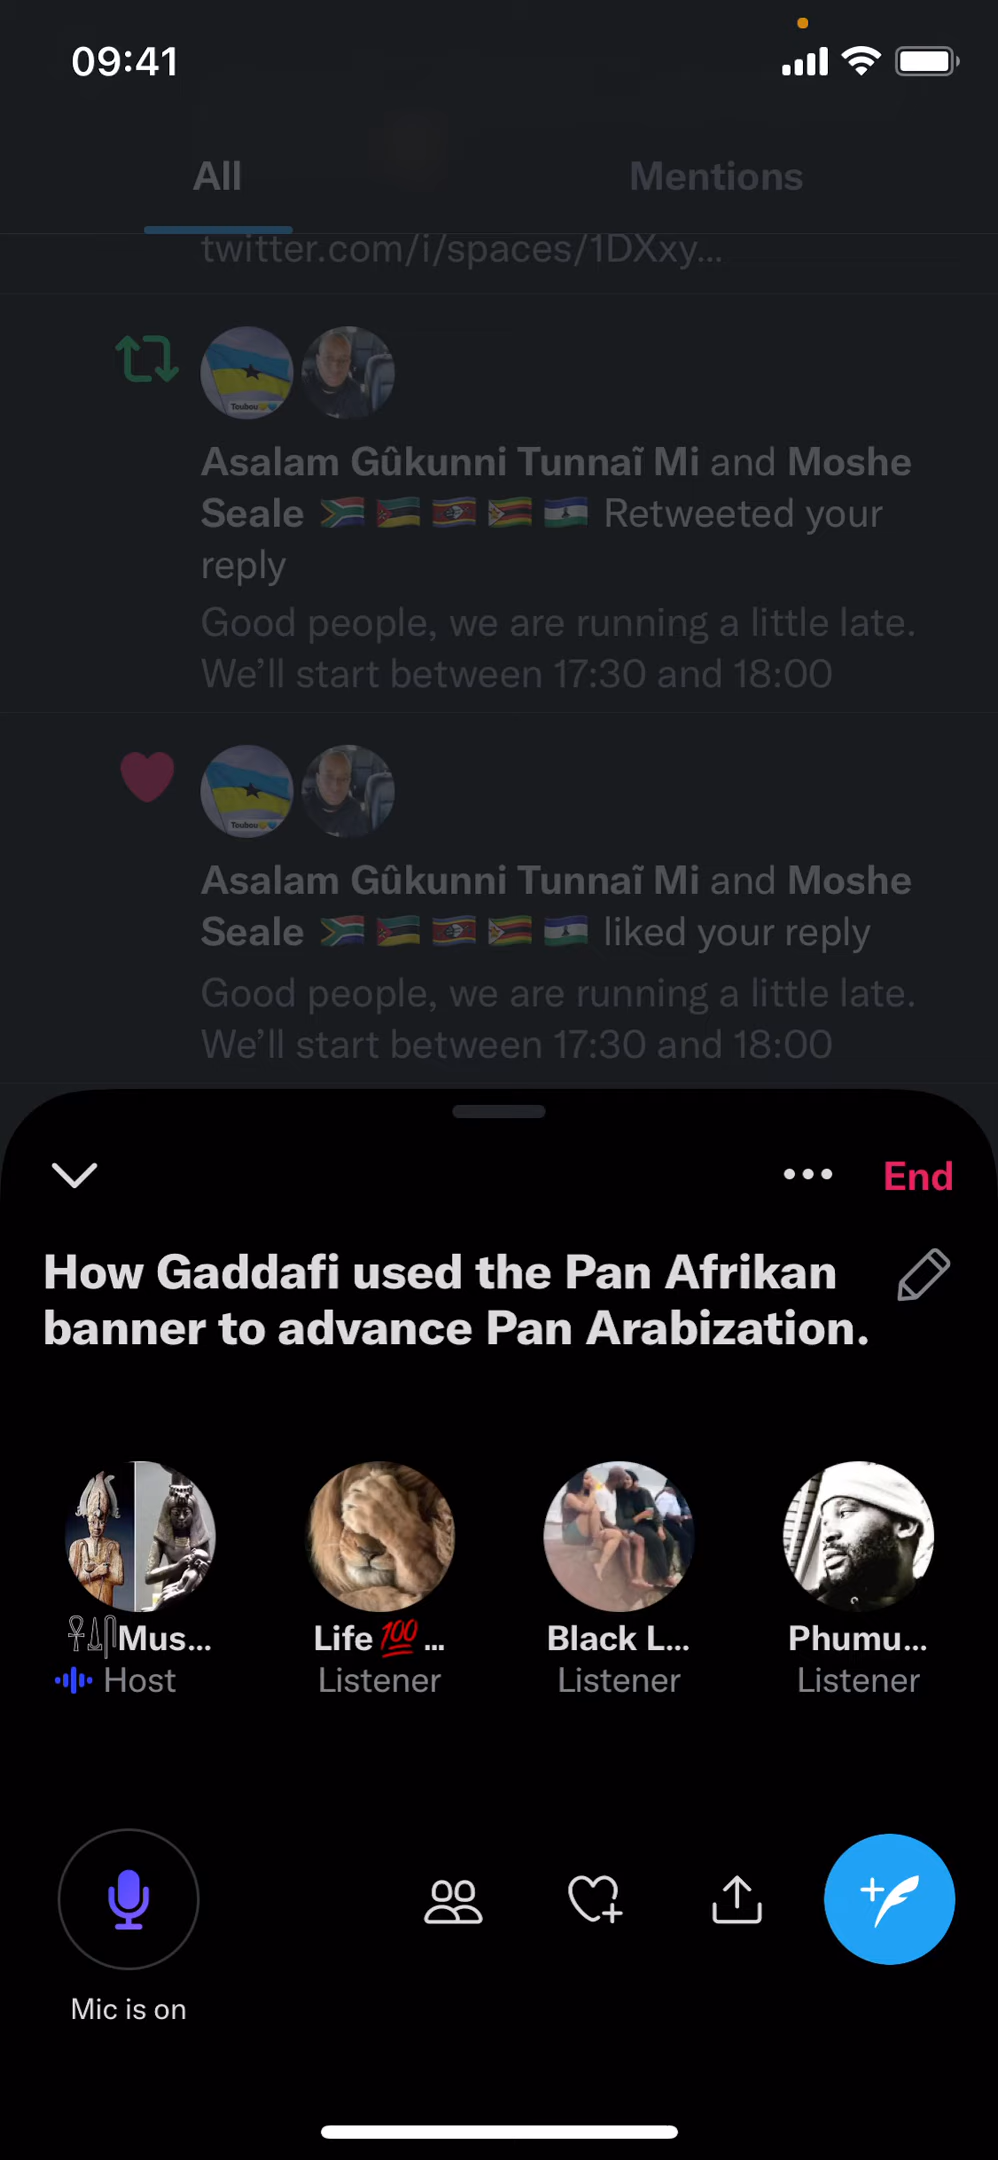 09:41
All
Mentions
twitter.com/i/spaces/1DXxy...
Toubou
Asalam Gûkunni Tunnaĩ Mi and Moshe
Seale 🇿🇦 🇲🇿 🇸🇿 🇿🇼 🇱🇸 Retweeted your
reply
Good people, we are running a little late.
We’ll start between 17:30 and 18:00
Toubou
Asalam Gûkunni Tunnaĩ Mi and Moshe
Seale 🇿🇦 🇲🇿 🇸🇿 🇿🇼 🇱🇸 liked your reply
Good people, we are running a little late.
We’ll start between 17:30 and 18:00
End
How Gaddafi used the Pan Afrikan
banner to advance Pan Arabization.
Mus...
Host
Life 💯 ...
Listener
Black L...
Listener
Phumu...
Listener
Mic is on